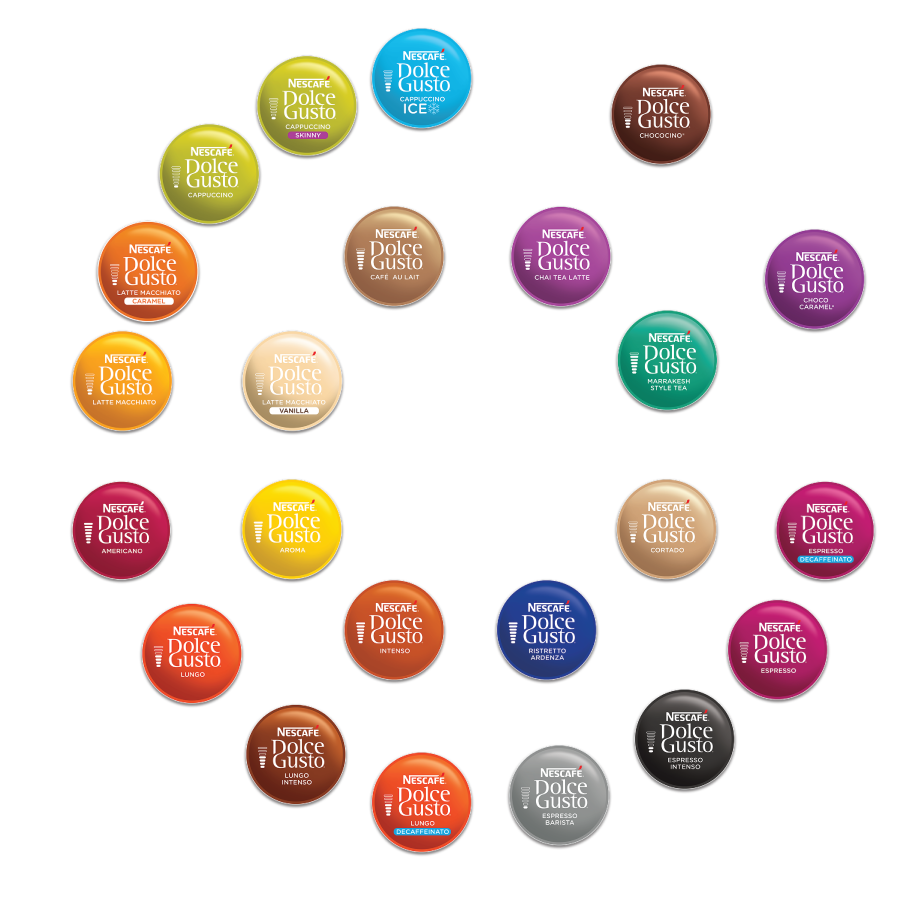 NESCAFÉ
Dolce
Gusto
CAPPUCCINO
ICE
NESCAFÉ
Dolce
Gusto
CAPPUCCINO
SKINNY
NESCAFÉ
Dolce
Gusto
CHOCOCINO®
NESCAFÉ
Dolce
Gusto
CAPPUCCINO
NESCAFÉ
Dolce
Gusto
CAFÉ AU LAIT
NESCAFÉ
Dolce
Gusto
CHAI TEA LATTE
NESCAFÉ
Dolce
Gusto
LATTE MACCHIATO
CARAMEL
NESCAFÉ
Dolce
Gusto
CHOCO
CARAMEL®
NESCAFÉ
Dolce
Gusto
MARRAKESH
STYLE TEA
NESCAFÉ
Dolce
Gusto
LATTE MACCHIATO
NESCAFÉ
Dolce
Gusto
LATTE MACCHIATO
VANILLA
NESCAFÉ
Dolce
Gusto
AMERICANO
NESCAFÉ
Dolce
Gusto
AROMA
NESCAFÉ
Dolce
Gusto
CORTADO
NESCAFÉ
Dolce
Gusto
ESPRESSO
DECAFFEINATO
NESCAFÉ
Dolce
Gusto
LUNGO
NESCAFÉ
Dolce
Gusto
INTENSO
NESCAFÉ
Dolce
Gusto
RISTRETTO
ARDENZA
NESCAFÉ
Dolce
Gusto
ESPRESSO
NESCAFÉ
Dolce
Gusto
LUNGO
INTENSO
NESCAFÉ
Dolce
Gusto
ESPRESSO
INTENSO
NESCAFÉ
Dolce
Gusto
LUNGO
DECAFFEINATO
NESCAFÉ
Dolce
Gusto
ESPRESSO
BARISTA